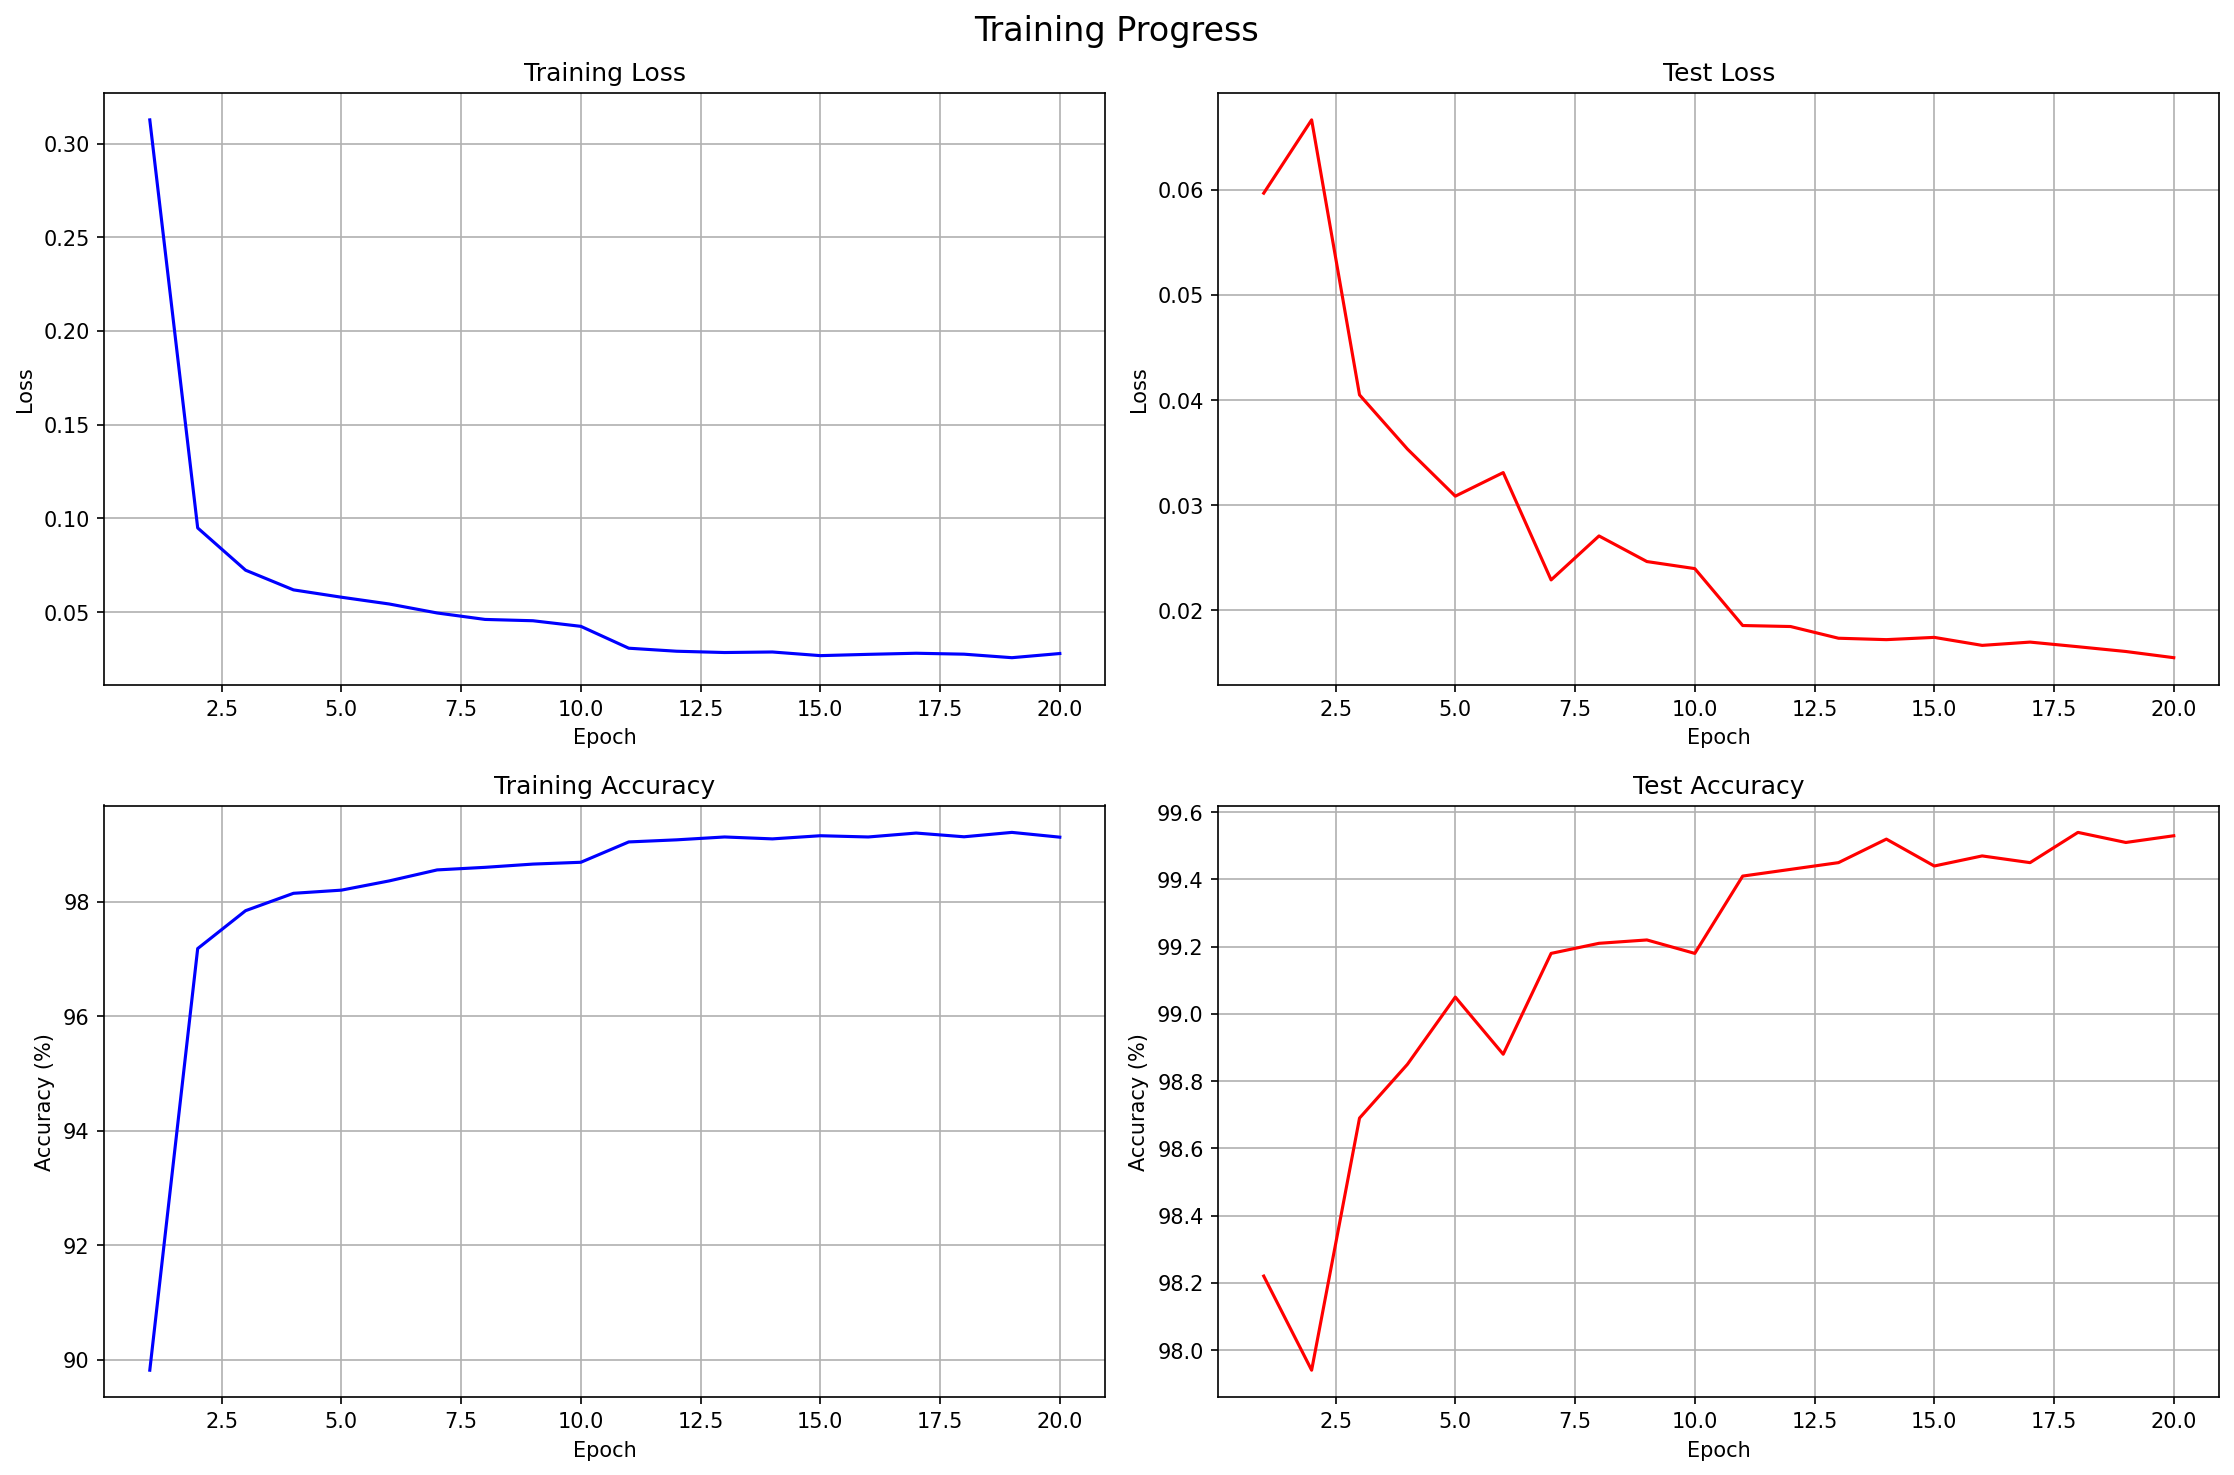 Training Progress
Training Loss
0.30
0.25
0.20
0.15
0.10
0.05
Loss
2.5 5.0 7.5 10.0 12.5 15.0 17.5 20.0
Epoch
Test Loss
0.06
0.05
0.04
0.03
0.02
Loss
2.5 5.0 7.5 10.0 12.5 15.0 17.5 20.0
Epoch
Training Accuracy
98
96
94
92
90
Accuracy (%)
2.5 5.0 7.5 10.0 12.5 15.0 17.5 20.0
Epoch
Test Accuracy
99.6
99.4
99.2
99.0
98.8
98.6
98.4
98.2
98.0
Accuracy (%)
2.5 5.0 7.5 10.0 12.5 15.0 17.5 20.0
Epoch